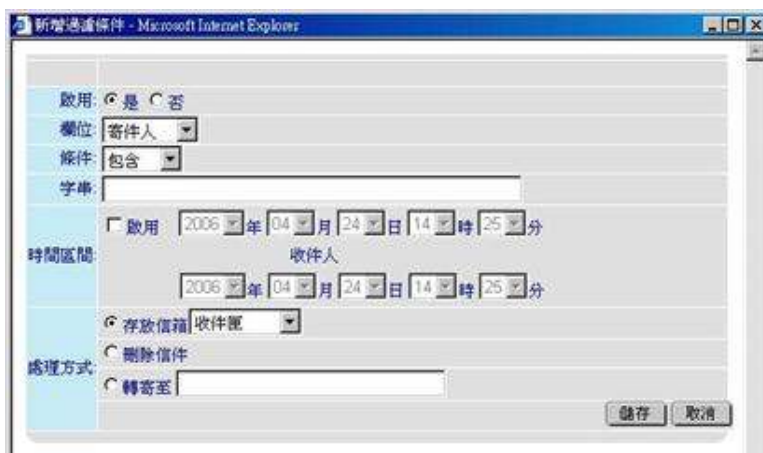 新增過濾條件 - Microsoft Internet Explorer
啟用: 是 否
欄位: 寄件人
條件: 包含
字串:
時間區間:
啟用 2006 年 04 月 24 日 14 時 25 分
收件人
2006 年 04 月 24 日 14 時 25 分
處理方式:
存放信箱 收件匣
刪除信件
轉寄至
儲存 取消